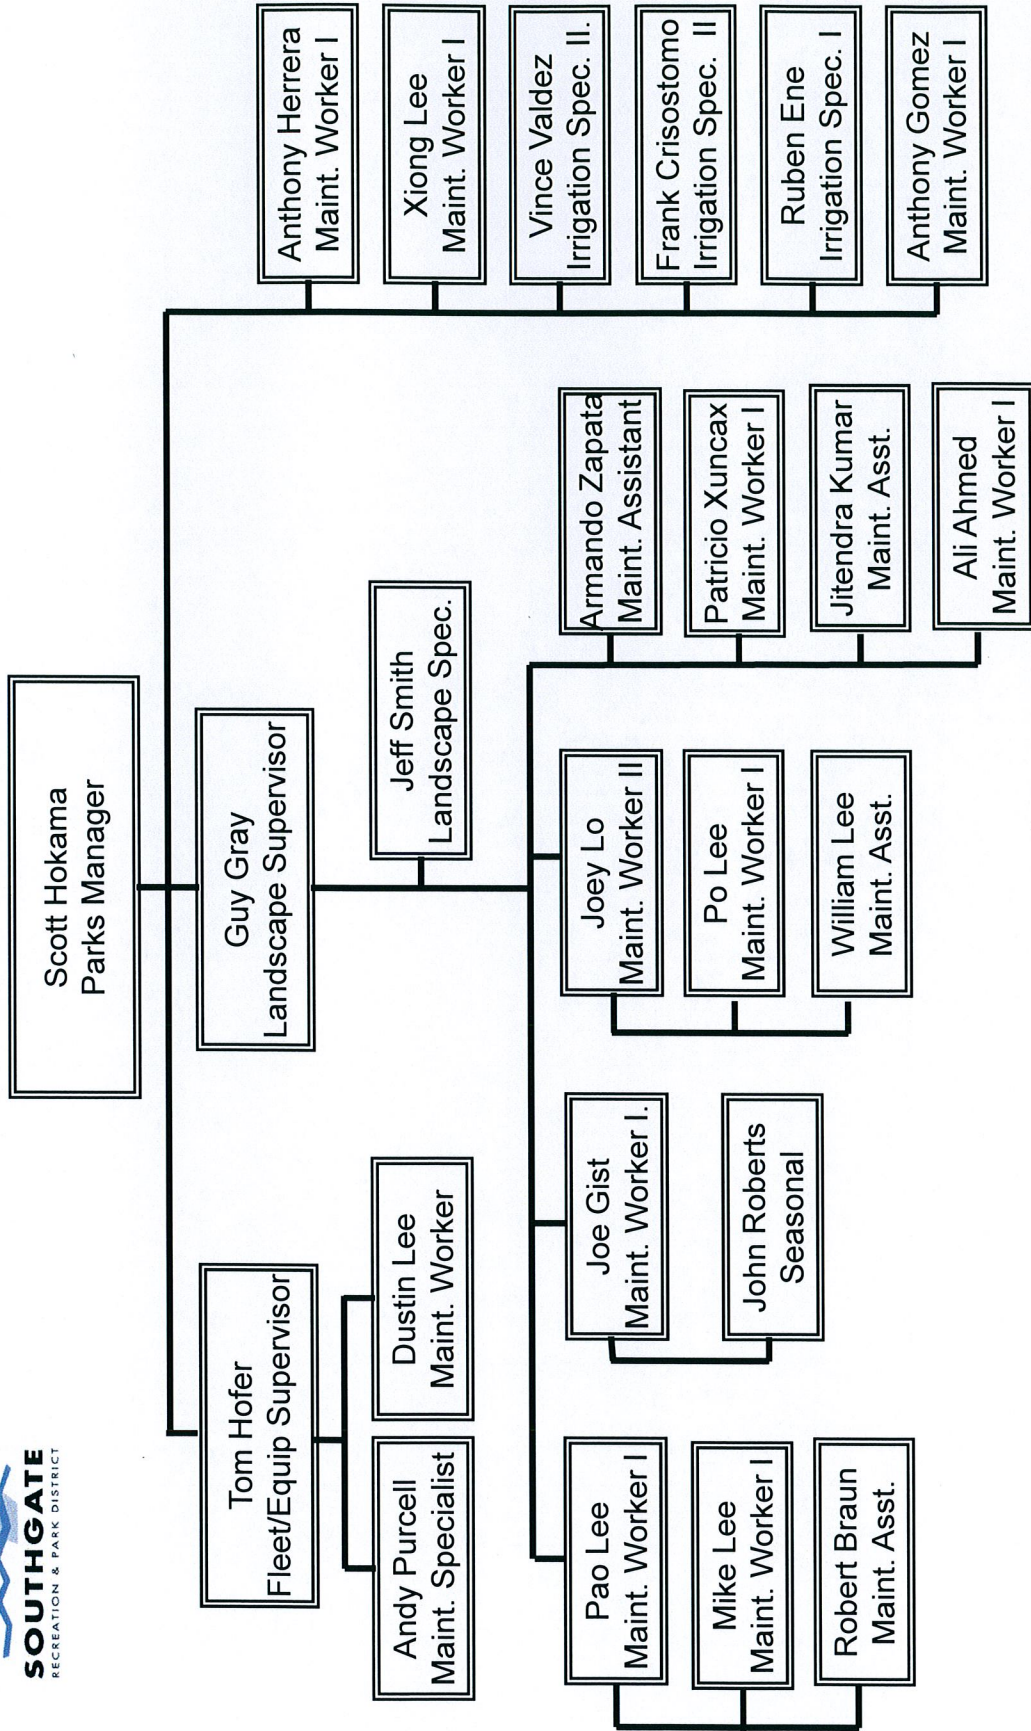 SOUTHGATE
RECREATION & PARK DISTRICT
Scott Hokama
Parks Manager
Tom Hofer
Fleet/Equip Supervisor
Guy Gray
Landscape Supervisor
Andy Purcell
Maint. Specialist
Dustin Lee
Maint. Worker
Jeff Smith
Landscape Spec.
Pao Lee
Maint. Worker I
Mike Lee
Maint. Worker I
Robert Braun
Maint. Asst.
Joe Gist
Maint. Worker I.
John Roberts
Seasonal
Joey Lo
Maint. Worker II
Po Lee
Maint. Worker I
William Lee
Maint. Asst.
Armando Zapata
Maint. Assistant
Patricio Xuncax
Maint. Worker I
Jitendra Kumar
Maint. Asst.
Ali Ahmed
Maint. Worker I
Anthony Herrera
Maint. Worker I
Xiong Lee
Maint. Worker I
Vince Valdez
Irrigation Spec. II.
Frank Crisostomo
Irrigation Spec. II
Ruben Ene
Irrigation Spec. I
Anthony Gomez
Maint. Worker I